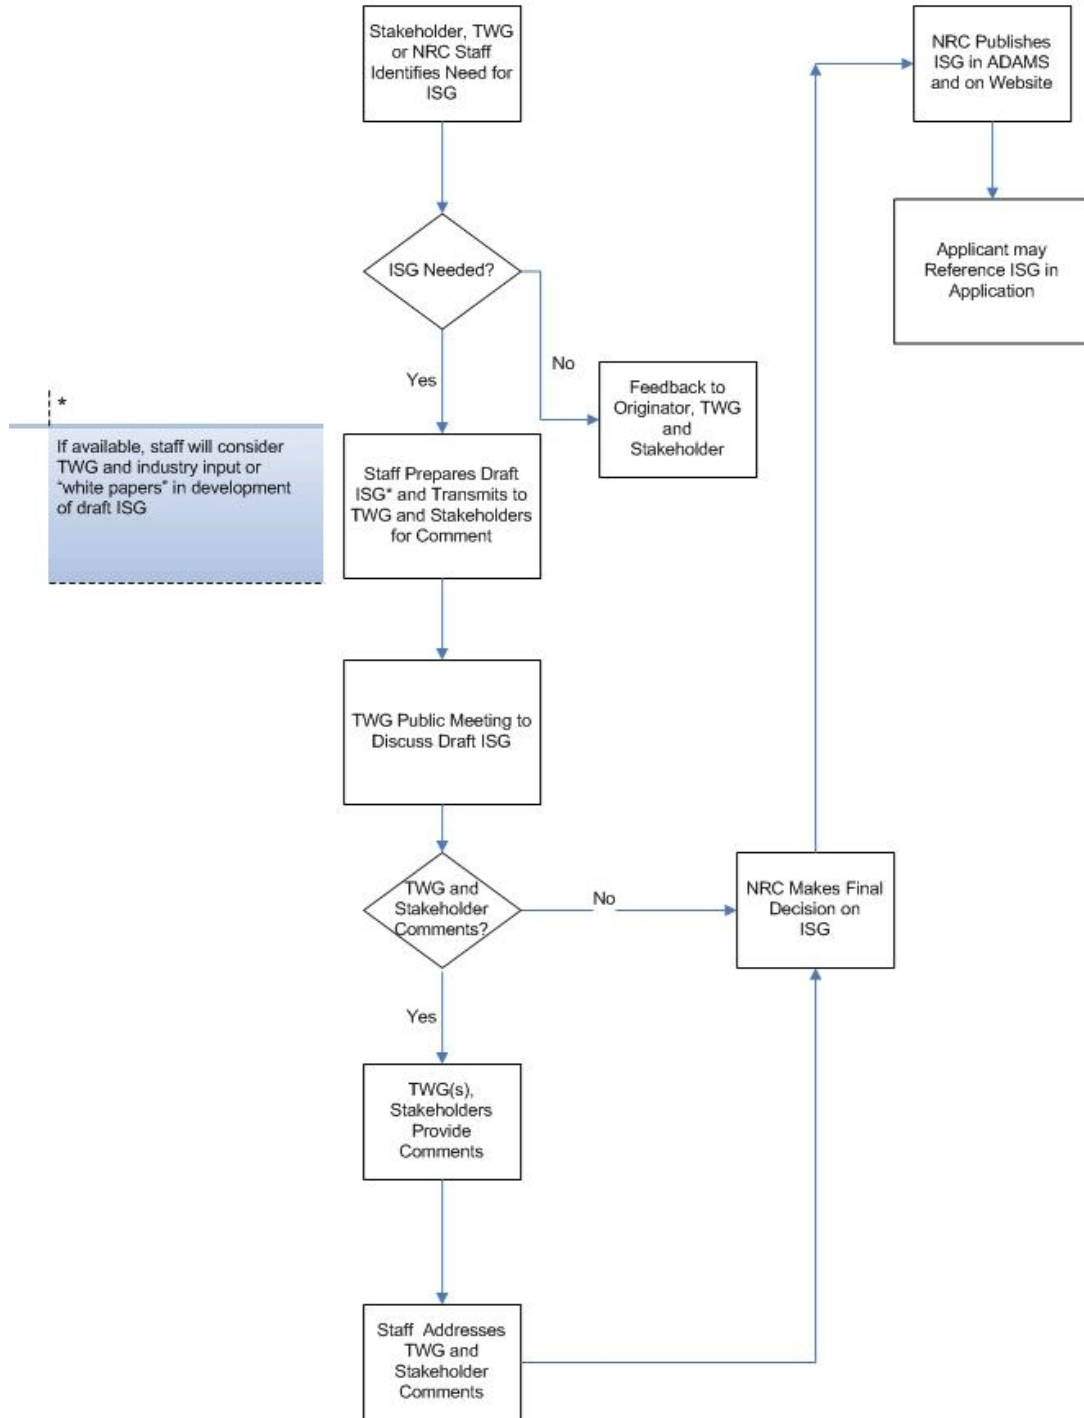 Stakeholder, TWG
or NRC Staff
Identifies Need for
ISG
NRC Publishes
ISG in ADAMS
and on Website
Applicant may
Reference ISG in
Application
ISG Needed?
No
Yes
Feedback to
Originator, TWG
and
Stakeholder
*
If available, staff will consider
TWG and industry input or
“white papers” in development
of draft ISG
Staff Prepares Draft
ISG* and Transmits to
TWG and Stakeholders
for Comment
TWG Public Meeting to
Discuss Draft ISG
TWG and
Stakeholder
Comments?
No
NRC Makes Final
Decision on
ISG
Yes
TWG(s),
Stakeholders
Provide
Comments
Staff Addresses
TWG and
Stakeholder
Comments